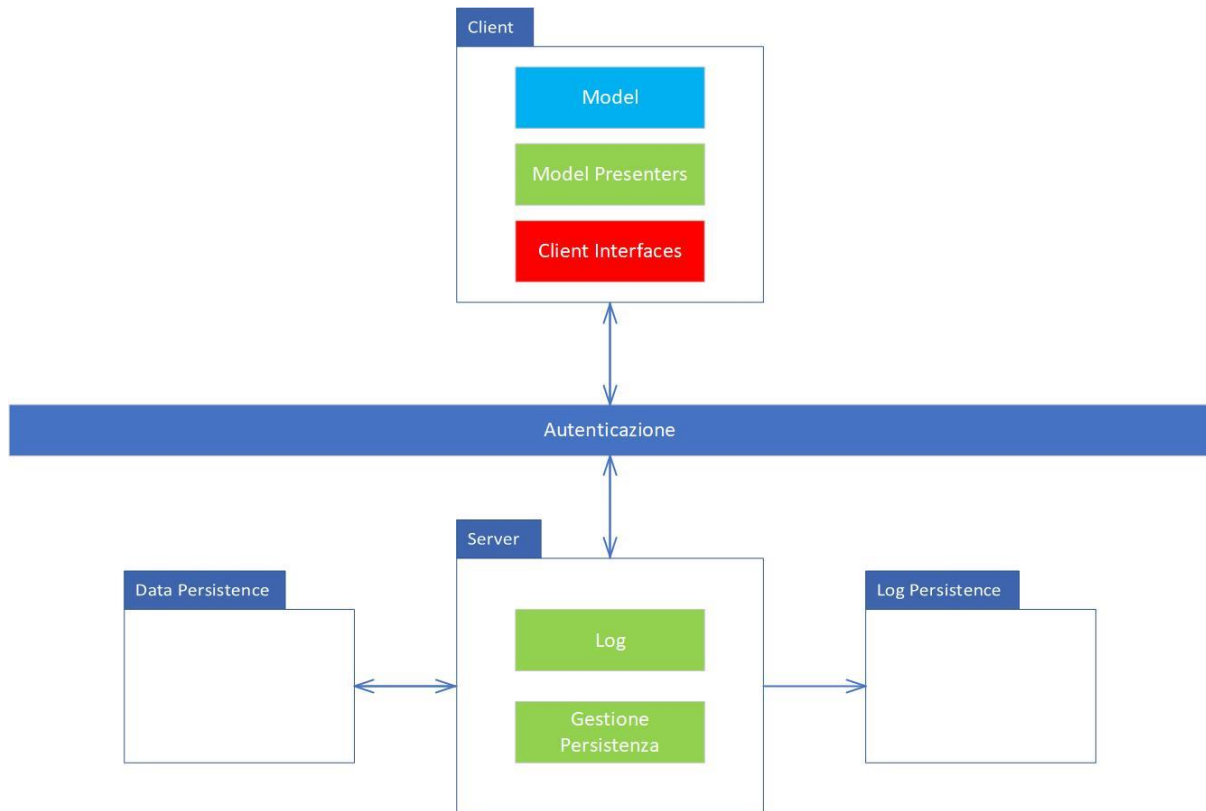 Client
Model
Model Presenters
Client Interfaces
Autenticazione
Server
Data Persistence
Log Persistence
Log
Gestione
Persistenza